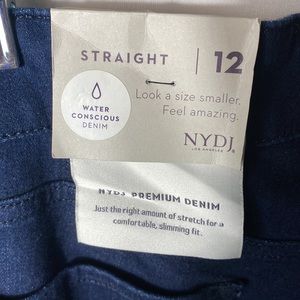 STRAIGHT | 12
WATER
CONSCIOUS
DENIM
Look a size smaller.
Feel amazing.
NYDJ
LOS ANGELES
NYDJ PREMIUM DENIM
Just the right amount of stretch for a
comfortable, slimming fit.